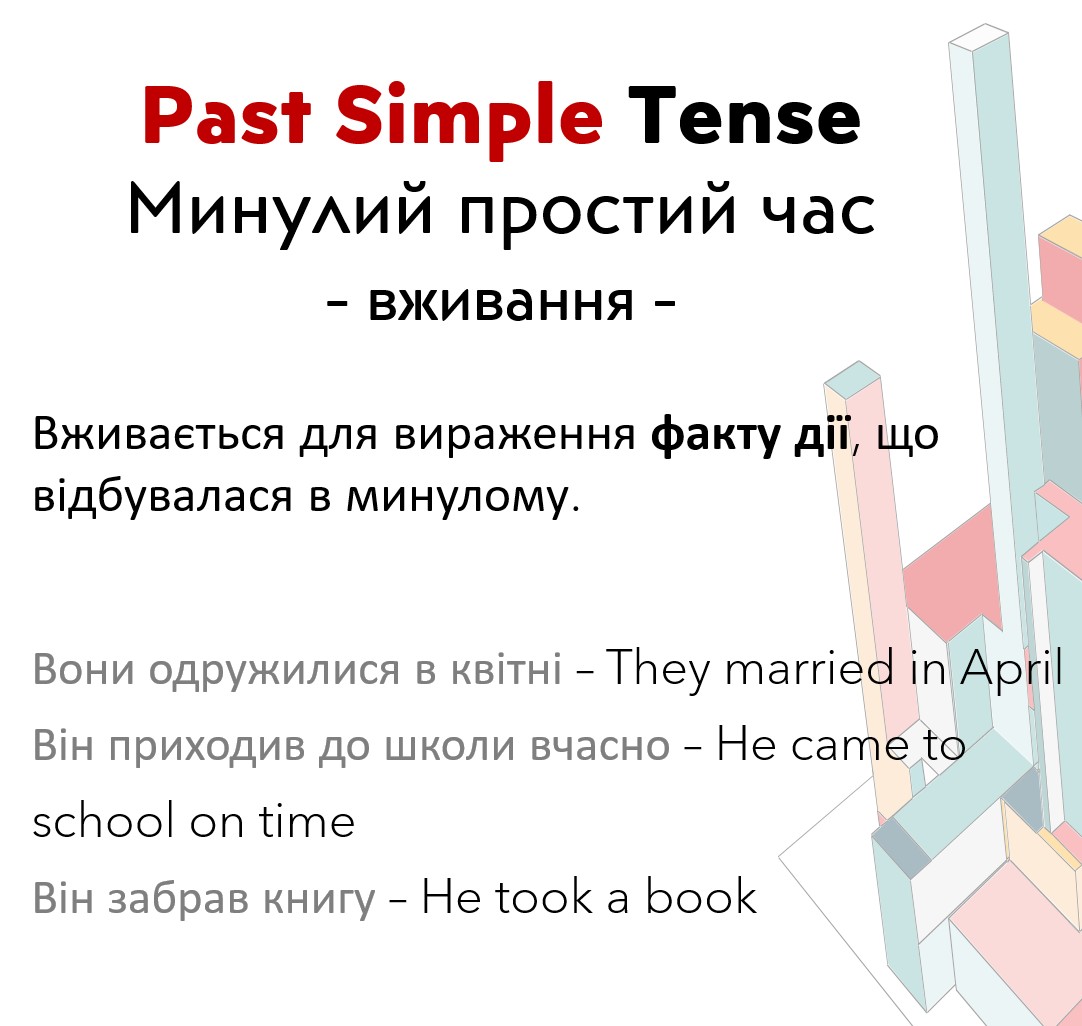 Past Simple Tense
Минулий простий час
– вживання –
Вживається для вираження факту дії, що
відбувалася в минулому.
Вони одружилися в квітні – They married in April
Він приходив до школи вчасно – He came to
school on time
Він забрав книгу – He took a book